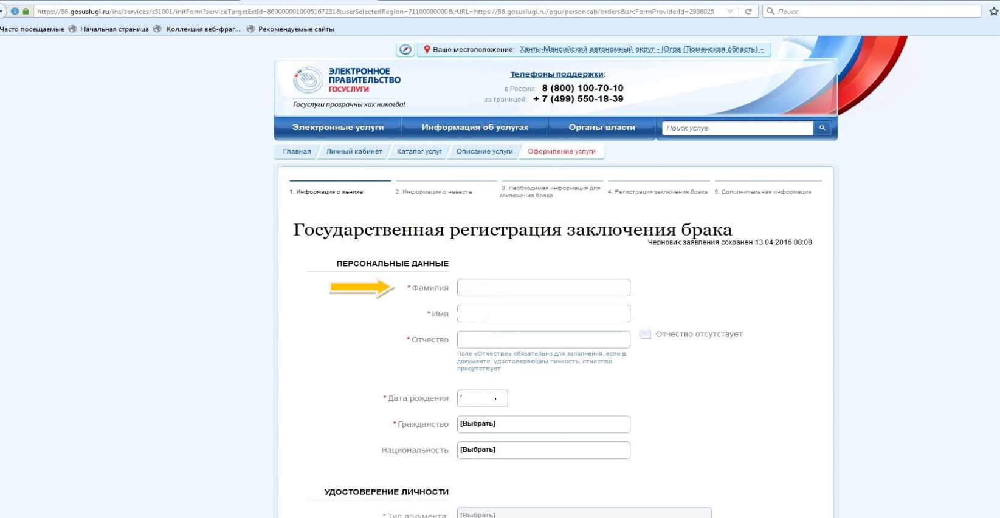 https://86.gosuslugi.ru/ins/services/s51001/initForm?serviceTargetExtId=8600000010005167231&userSelectedRegion=71100000000&rURL=https://86.gosuslugi.ru/pgu/personcab/orders&srcFormProviderId=2936025
Поиск
Часто посещаемые Начальная страница Коллекция веб-фраг... Рекомендуемые сайты
Ваше местоположение: Ханты-Мансийский автономный округ - Югра (Тюменская область)
ЭЛЕКТРОННОЕ
ПРАВИТЕЛЬСТВО
ГОСУСЛУГИ
Госуслуги прозрачны как никогда!
Телефоны поддержки:
в России: 8 (800) 100-70-10
за границей: + 7 (499) 550-18-39
Электронные услуги Информация об услугах Органы власти Поиск услуг
Главная Личный кабинет Каталог услуг Описание услуги Оформление услуги
1. Информация о женихе
2. Информация о невесте
3. Необходимая информация для
заключения брака
4. Регистрация заключения брака
5. Дополнительная информация
Государственная регистрация заключения брака
Черновик заявления сохранен 13.04.2016 08:08
ПЕРСОНАЛЬНЫЕ ДАННЫЕ
* Фамилия
* Имя
* Отчество
Отчество отсутствует
Поле «Отчество» обязательно для заполнения, если в
документе, удостоверяющем личность, отчество
присутствует
* Дата рождения
* Гражданство [Выбрать]
Национальность [Выбрать]
УДОСТОВЕРЕНИЕ ЛИЧНОСТИ
* Тип документа: [Выбрать]